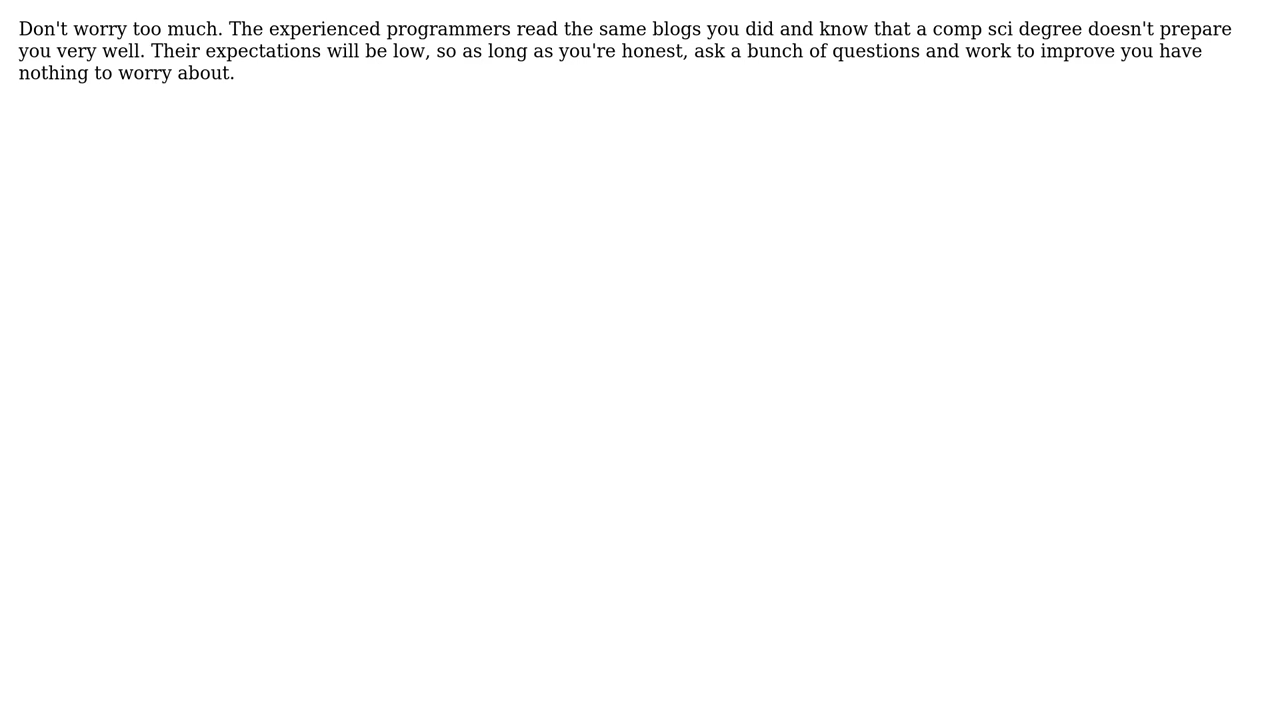 Don't worry too much. The experienced programmers read the same blogs you did and know that a comp sci degree doesn't prepare
you very well. Their expectations will be low, so as long as you're honest, ask a bunch of questions and work to improve you have
nothing to worry about.